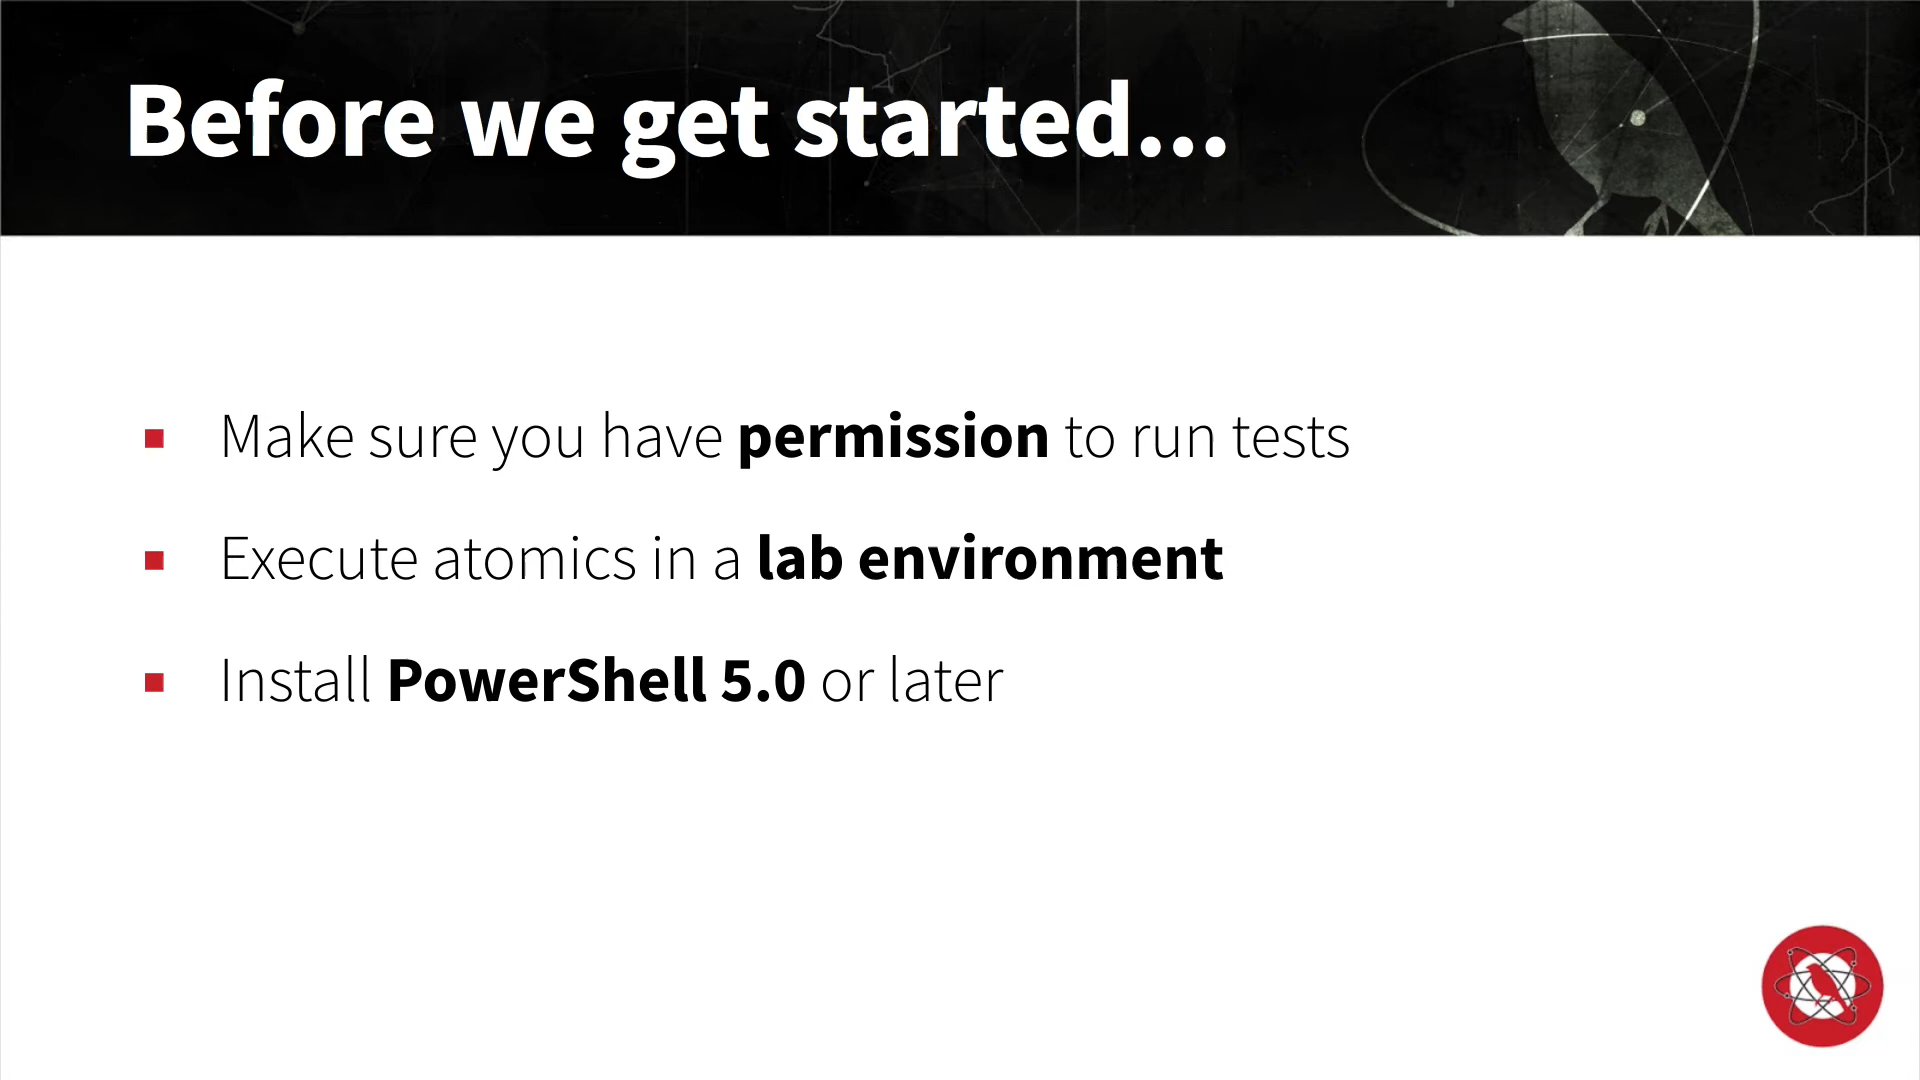 Before we get started...
Make sure you have permission to run tests
Execute atomics in a lab environment
Install PowerShell 5.0 or later